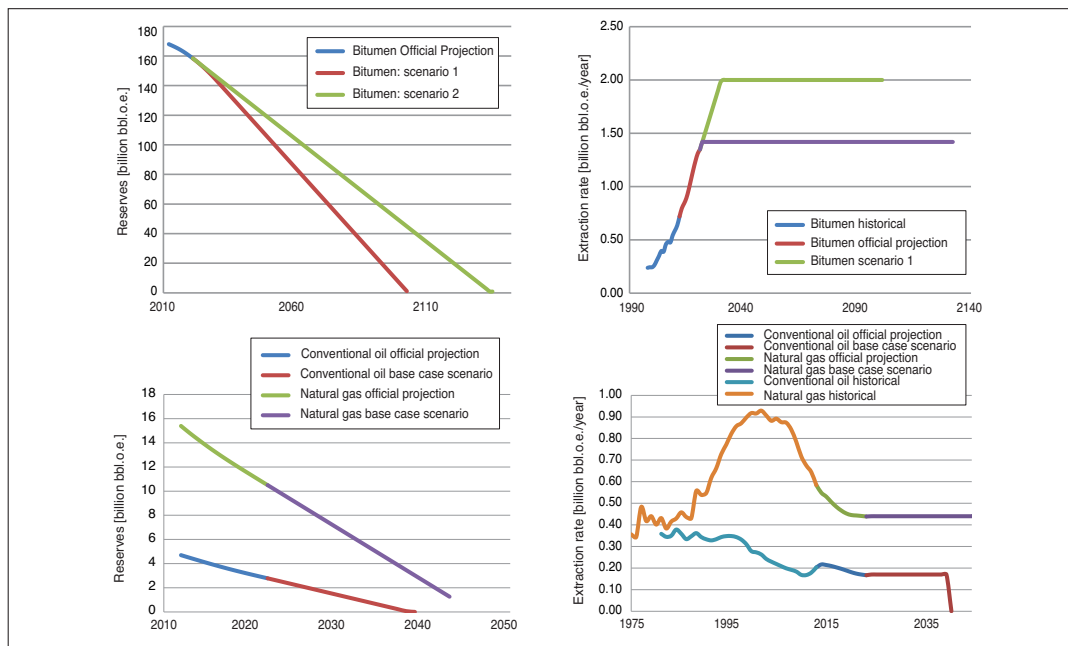 Reserves [billion bbl.o.e.]
180
160
140
120
100
80
60
40
20
0
2010 2060 2110
Bitumen Official Projection
Bitumen: scenario 1
Bitumen: scenario 2
Extraction rate [billion bbl.o.e./year]
2.50
2.00
1.50
1.00
0.50
0.00
1990 2040 2090 2140
Bitumen historical
Bitumen official projection
Bitumen scenario 1
Conventional oil official projection
Conventional oil base case scenario
Natural gas official projection
Natural gas base case scenario
Reserves [billion bbl.o.e.]
18
16
14
12
10
8
6
4
2
0
2010 2020 2030 2040 2050
Conventional oil official projection
Conventional oil base case scenario
Natural gas official projection
Natural gas base case scenario
Conventional oil historical
Natural gas historical
Extraction rate [billion bbl.o.e./year]
1.00
0.90
0.80
0.70
0.60
0.50
0.40
0.30
0.20
0.10
0.00
1975 1995 2015 2035